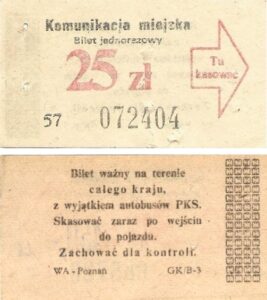 Komunikacja miejska
Bilet jednorazowy
25 zł
Tu
kasować
57
072404
Bilet ważny na terenie
całego kraju,
z wyjątkiem autobusów PKS.
Skasować zaraz po wejściu
do pojazdu.
Zachować dla kontroli.
WA - Poznań
GK/B-3